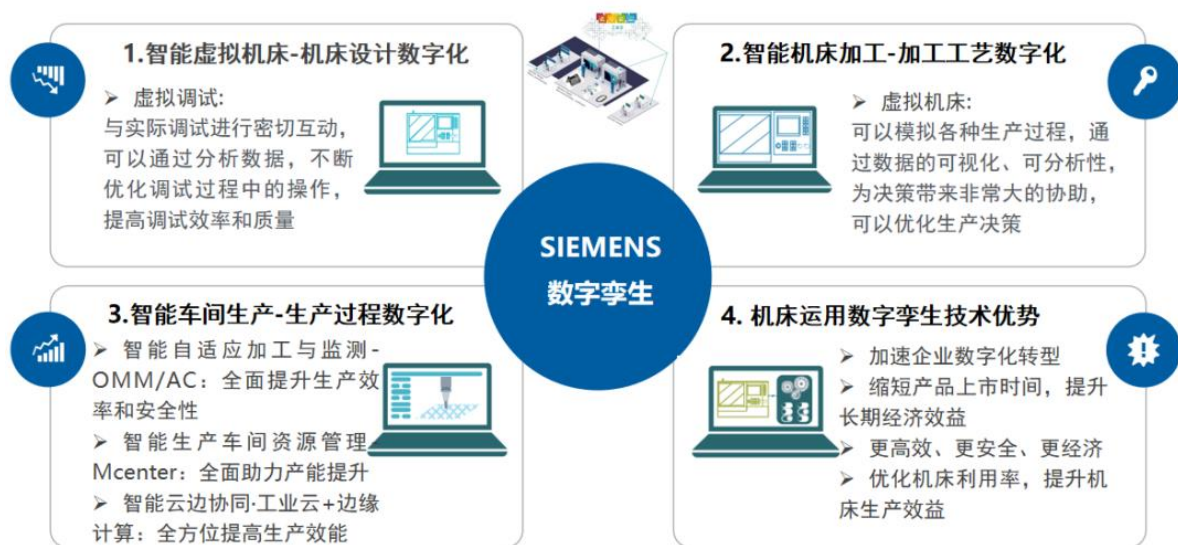 1.智能虚拟机床-机床设计数字化
➢ 虚拟调试:
与实际调试进行密切互动，
可以通过分析数据，不断
优化调试过程中的操作，
提高调试效率和质量
2.智能机床加工-加工工艺数字化
➢ 虚拟机床:
可以模拟各种生产过程，通
过数据的可视化、可分析性，
为决策带来非常大的协助，
可以优化生产决策
SIEMENS
数字孪生
3.智能车间生产-生产过程数字化
➢ 智能自适应加工与监测-
OMM/AC：全面提升生产效
率和安全性
➢ 智能生产车间资源管理-
Mcenter：全面助力产能提升
➢ 智能云边协同·工业云+边缘
计算：全方位提高生产效能
4. 机床运用数字孪生技术优势
➢ 加速企业数字化转型
➢ 缩短产品上市时间，提升
长期经济效益
➢ 更高效、更安全、更经济
➢ 优化机床利用率，提升机
床生产效益